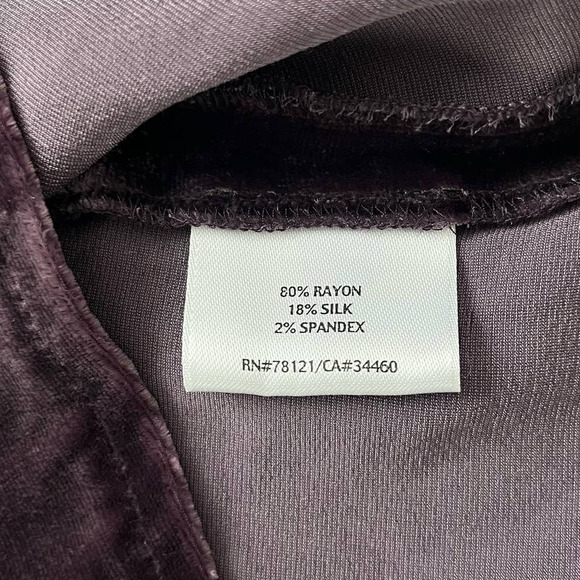 80% RAYON
18% SILK
2% SPANDEX
RN#78121/CA#34460